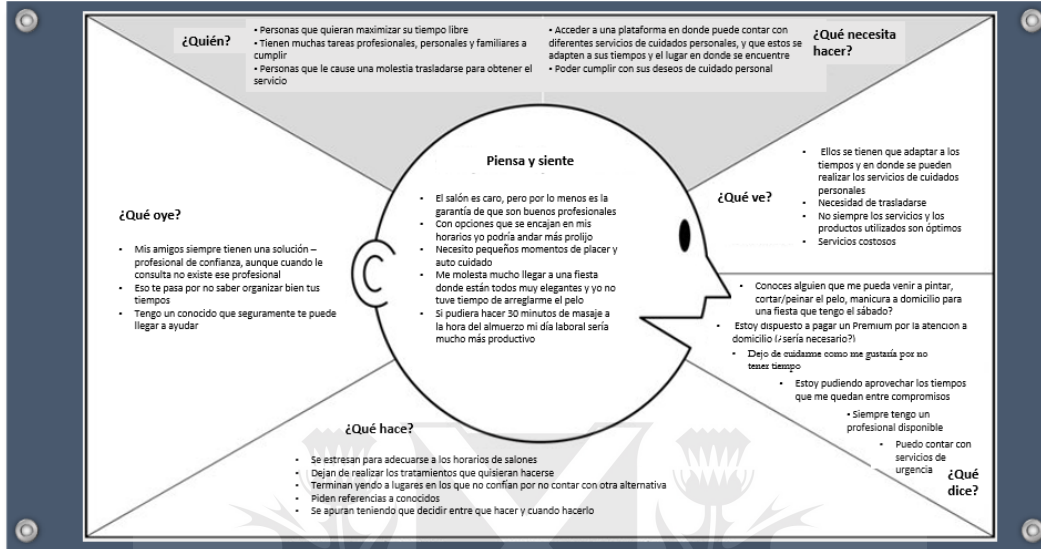 ¿Quién?
• Personas que quieran maximizar su tiempo libre
• Tienen muchas tareas profesionales, personales y familiares a
cumplir
• Personas que le cause una molestia trasladarse para obtener el
servicio
• Acceder a una plataforma en donde puede contar con
diferentes servicios de cuidados personales, y que estos se
adapten a sus tiempos y el lugar en donde se encuentre
• Poder cumplir con sus deseos de cuidado personal
¿Qué necesita
hacer?
Piensa y siente
• El salón es caro, pero por lo menos es la
garantía de que son buenos profesionales
• Con opciones que se encajan en mis
horarios yo podría andar más prolijo
• Necesito pequeños momentos de placer y
auto cuidado
• Me molesta mucho llegar a una fiesta
donde están todos muy elegantes y yo no
tuve tiempo de arreglarme el pelo
• Si pudiera hacer 30 minutos de masaje a
la hora del almuerzo mi día laboral sería
mucho más productivo
¿Qué ve?
• Ellos se tienen que adaptar a los
tiempos y en donde se pueden
realizar los servicios de cuidados
personales
• Necesidad de trasladarse
• No siempre los servicios y los
productos utilizados son óptimos
• Servicios costosos
¿Qué oye?
• Mis amigos siempre tienen una solución –
profesional de confianza, aunque cuando le
consulta no existe ese profesional
• Eso te pasa por no saber organizar bien tus
tiempos
• Tengo un conocido que seguramente te puede
llegar a ayudar
• Conoces alguien que me pueda venir a pintar,
cortar/peinar el pelo, manicura a domicilio para
una fiesta que tengo el sábado?
• Estoy dispuesto a pagar un Premium por la atención a
domicilio (¿sería necesario?)
• Dejo de cuidarme como me gustaría por no
tener tiempo
• Estoy pudiendo aprovechar los tiempos
que me quedan entre compromisos
• Siempre tengo un
profesional disponible
• Puedo contar con
servicios de
urgencia
¿Qué
dice?
¿Qué hace?
• Se estresan para adecuarse a los horarios de salones
• Dejan de realizar los tratamientos que quisieran hacerse
• Terminan yendo a lugares en los que no confían por no contar con otra alternativa
• Piden referencias a conocidos
• Se apuran teniendo que decidir entre que hacer y cuando hacerlo